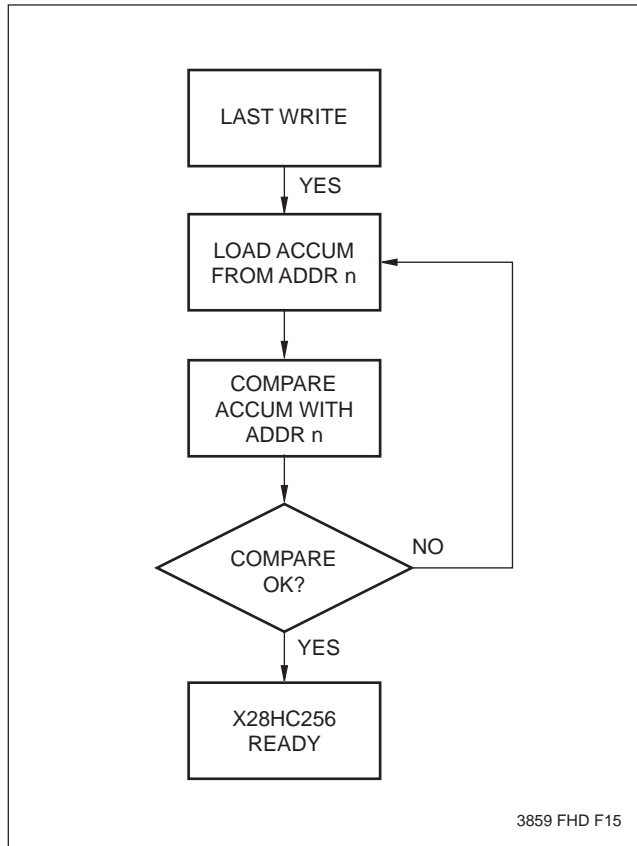 LAST WRITE
YES
LOAD ACCUM
FROM ADDR n
COMPARE
ACCUM WITH
ADDR n
COMPARE
OK?
NO
YES
X28HC256
READY
3859 FHD F15